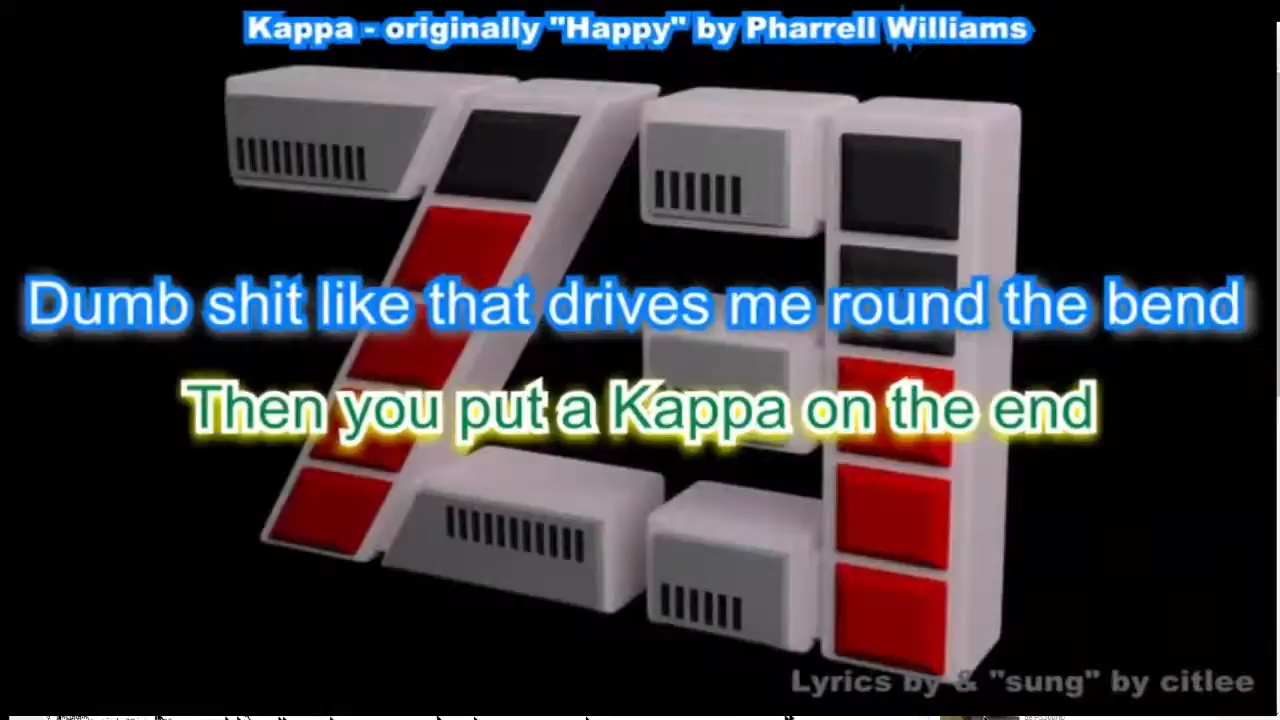 Kappa - originally "Happy" by Pharrell Williams
Dumb shit like that drives me round the bend
Then you put a Kappa on the end
Lyrics by & "sung" by citlee